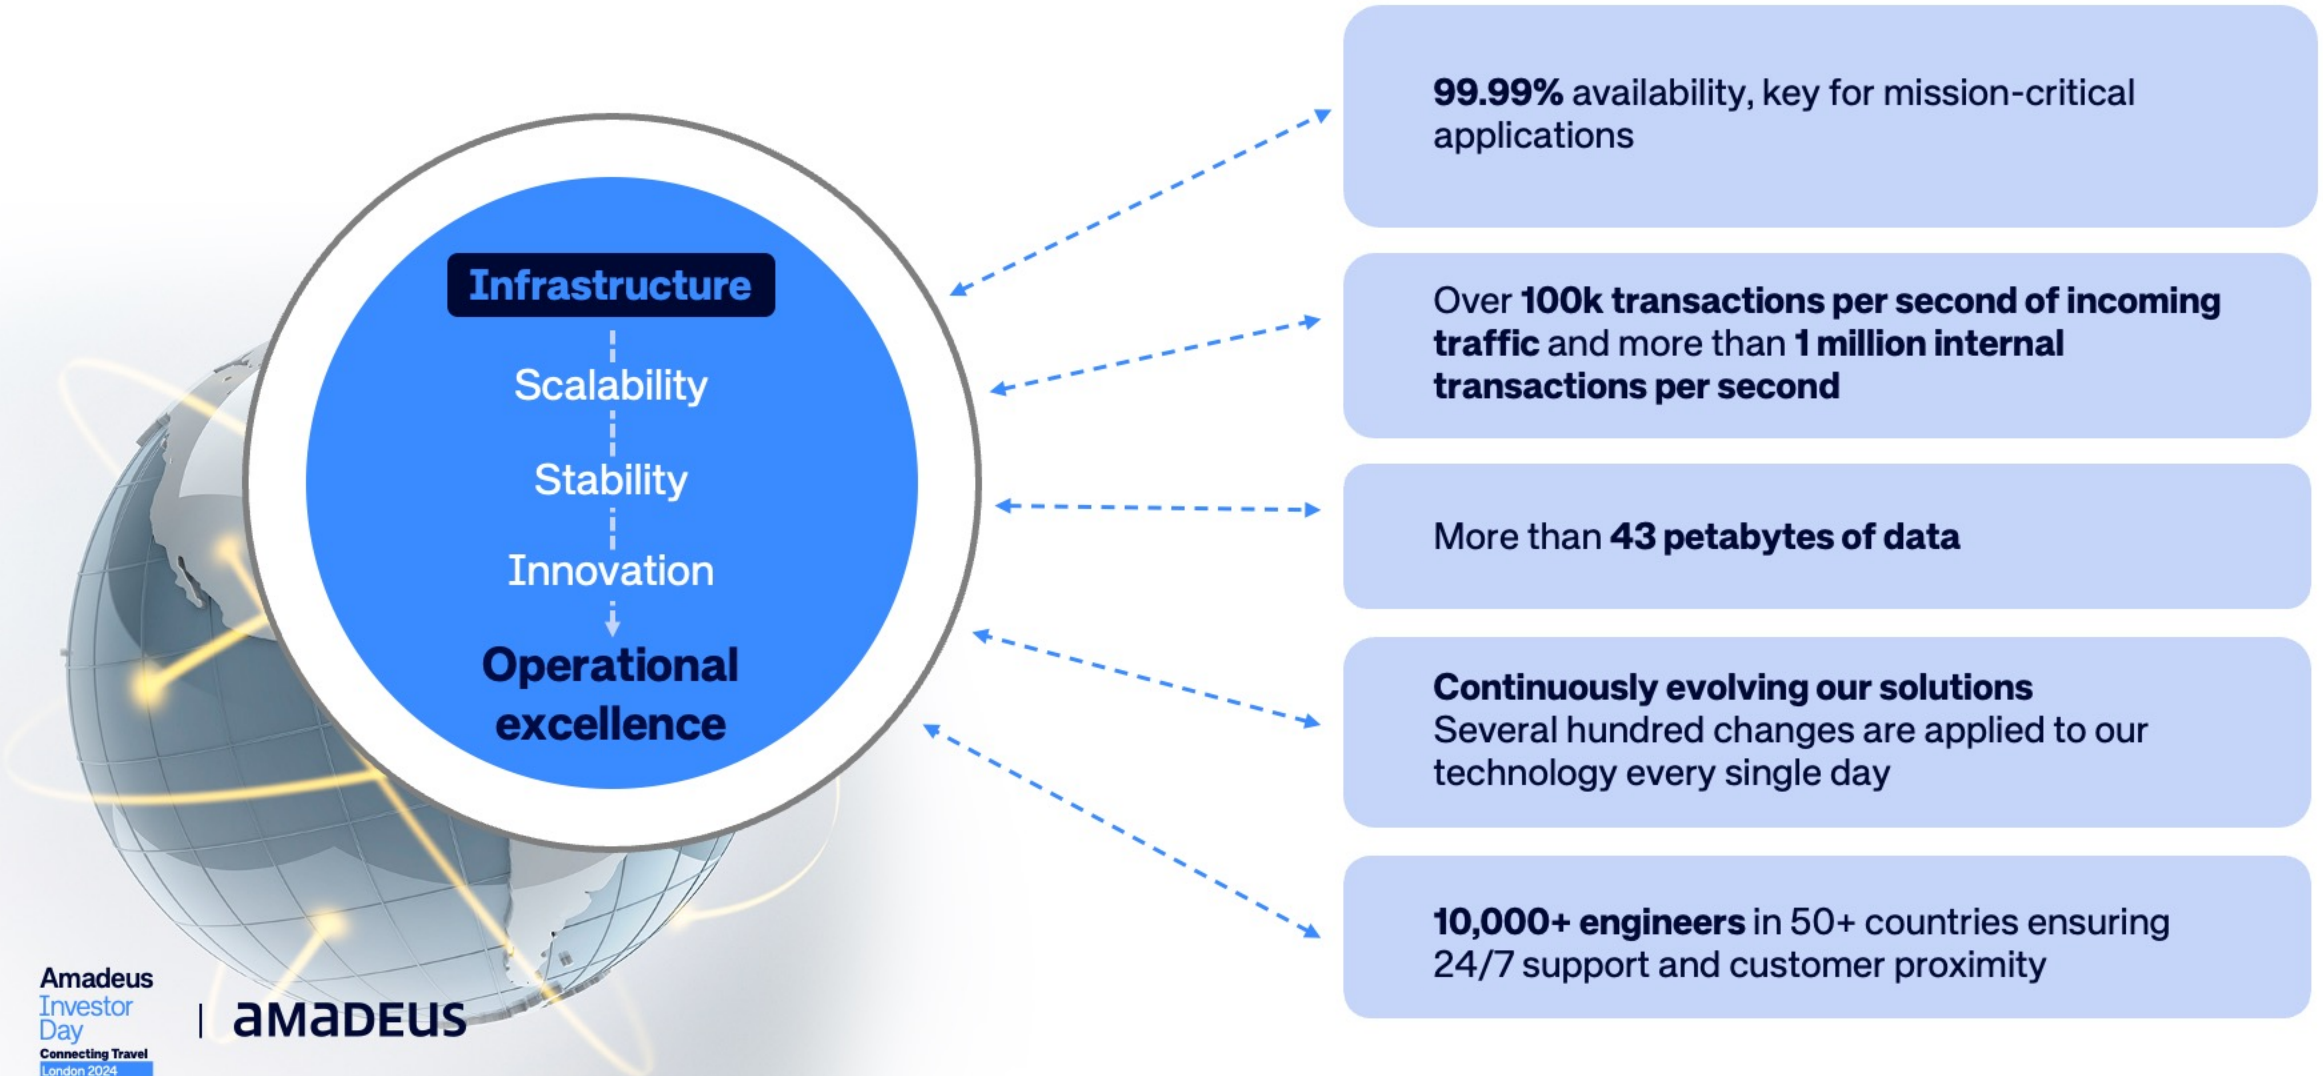 Infrastructure
Scalability
Stability
Innovation
Operational
excellence
99.99% availability, key for mission-critical
applications
Over 100k transactions per second of incoming
traffic and more than 1 million internal
transactions per second
More than 43 petabytes of data
Continuously evolving our solutions
Several hundred changes are applied to our
technology every single day
10,000+ engineers in 50+ countries ensuring
24/7 support and customer proximity
Amadeus
Investor
Day
Connecting Travel
London 2024
aMaDEUS